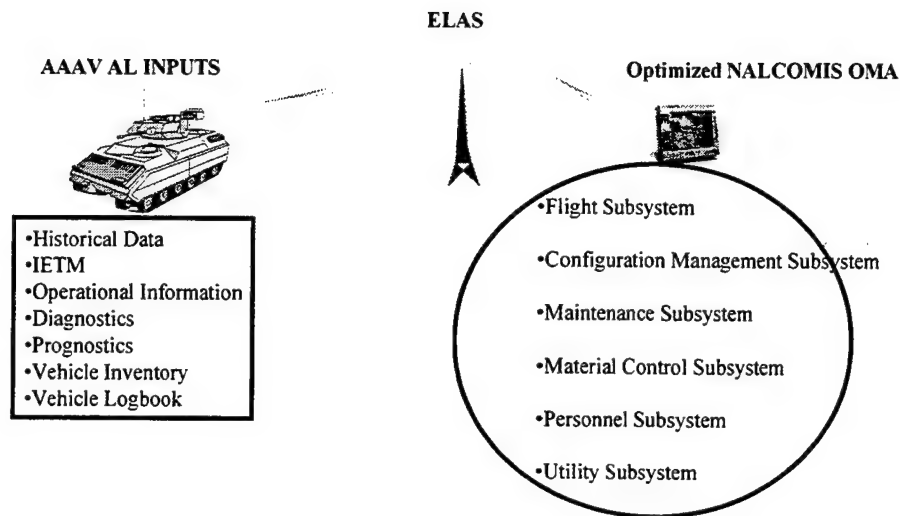 ELAS
AAAV AL INPUTS
Optimized NALCOMIS OMA
•Historical Data
•IETM
•Operational Information
•Diagnostics
•Prognostics
•Vehicle Inventory
•Vehicle Logbook
•Flight Subsystem
•Configuration Management Subsystem
•Maintenance Subsystem
•Material Control Subsystem
•Personnel Subsystem
•Utility Subsystem